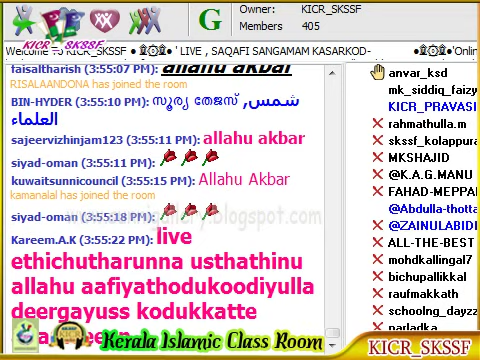 Owner: KICR_SKSSF
Members 405
KICR_SKSSF
G
Welcome To KICR_SKSSF ' LIVE , SAQAFI SANGAMAM KASARKOD-
'Online
faisaltharish (3:55:07 PM): allahu akbar
RISALAANDONA has joined the room
BIN-HYDER (3:55:10 PM): സൂര്യ തേജസ് شمس, العلماء
sajeervizhinjam123 (3:55:11 PM): allahu akbar
siyad-oman (3:55:11 PM):
kuwaitsunnicouncil (3:55:15 PM): Allahu Akbar
kamanalal has joined the room
siyad-oman (3:55:18 PM):
Kareem.A.K (3:55:22 PM): live
ethichutharunna usthathinu
allahu aafiyathodukoodiyulla
deergayuss kodukkatte
anvar_ksd
mk_siddiq_faizy
KICR_PRAVASI
rahmathulla.m
skssf_kolappura
MKSHAJID
@K.A.G.MANU
FAHAD-MEPPA
@Abdulla-thotta
@ZAINULABIDI
ALL-THE-BEST
mohdkallingal7
bichupallikkal
raufmakkath
schoolng_dayzz
parladka
Kerala Islamic Class Room
KICR_SKSSF